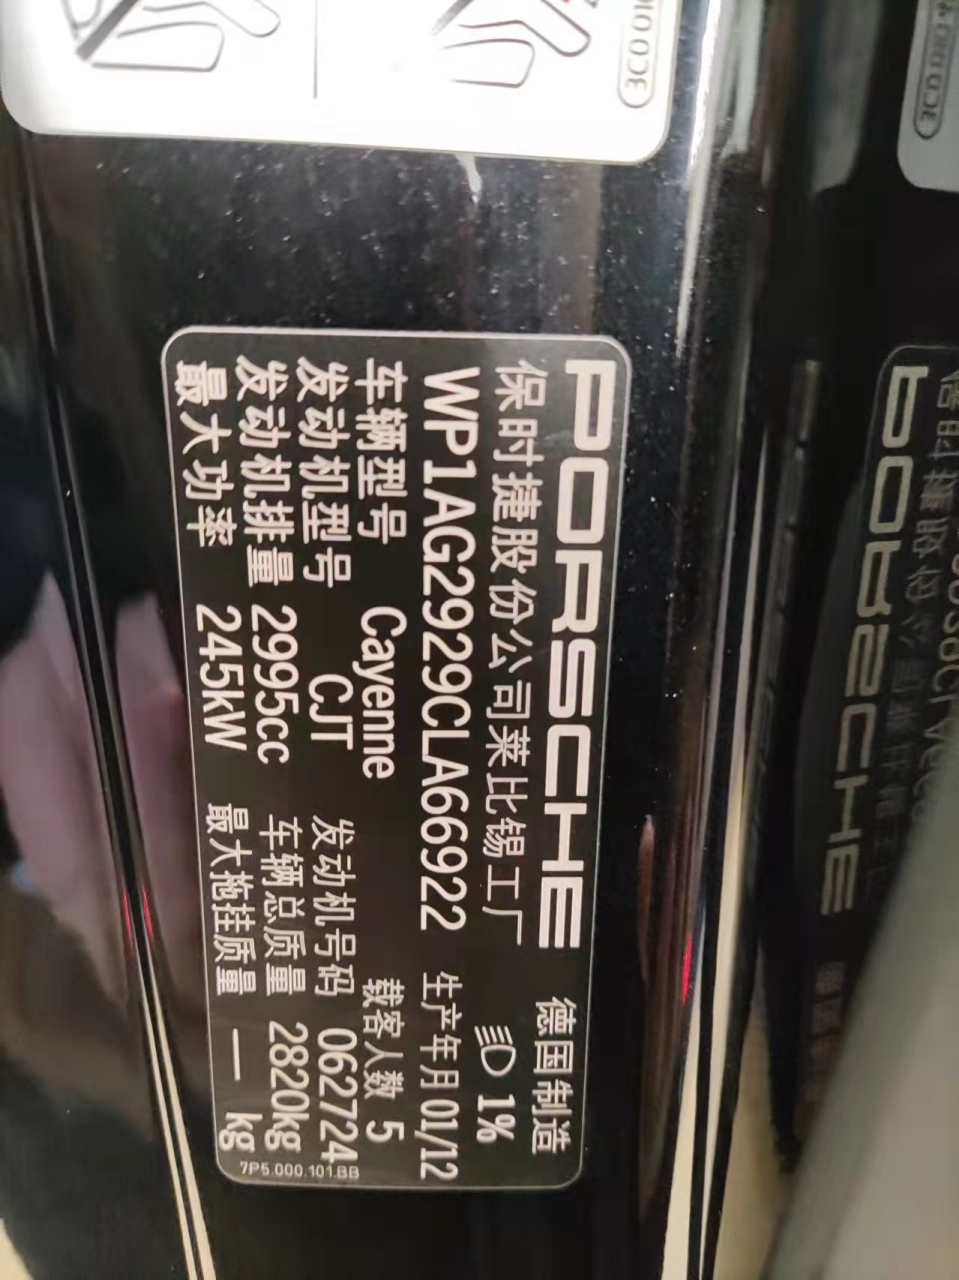 3C0 010
PORSCHE 德国制造
保时捷股份公司莱比锡工厂 1%
WP1AG2929CLA66922 生产年月 01/12
车辆型号 Cayenne 载客人数 5
发动机型号 CJT 发动机号码 062724
发动机排量 2995cc 车辆总质量 2820kg
最大功率 245kW 最大拖挂质量 — kg
7P5.000.101.BB